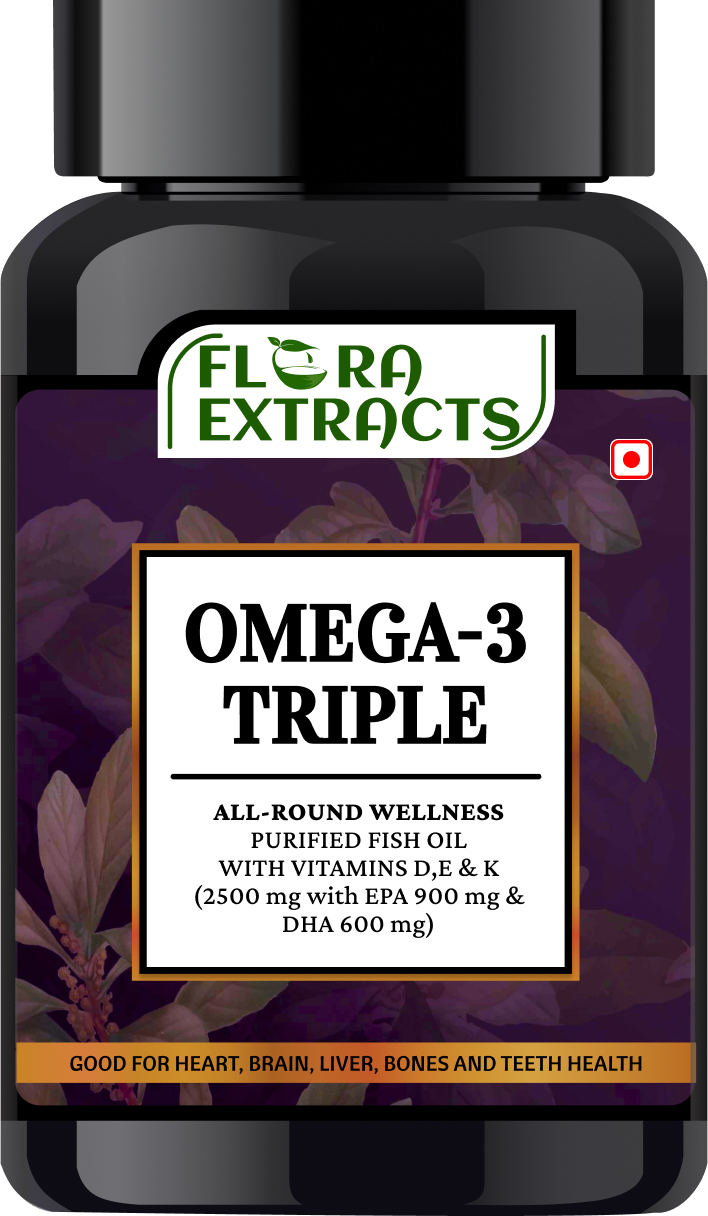 FLORA
EXTRACTS
OMEGA-3
TRIPLE
ALL-ROUND WELLNESS
PURIFIED FISH OIL
WITH VITAMINS D,E & K
(2500 mg with EPA 900 mg &
DHA 600 mg)
GOOD FOR HEART, BRAIN, LIVER, BONES AND TEETH HEALTH